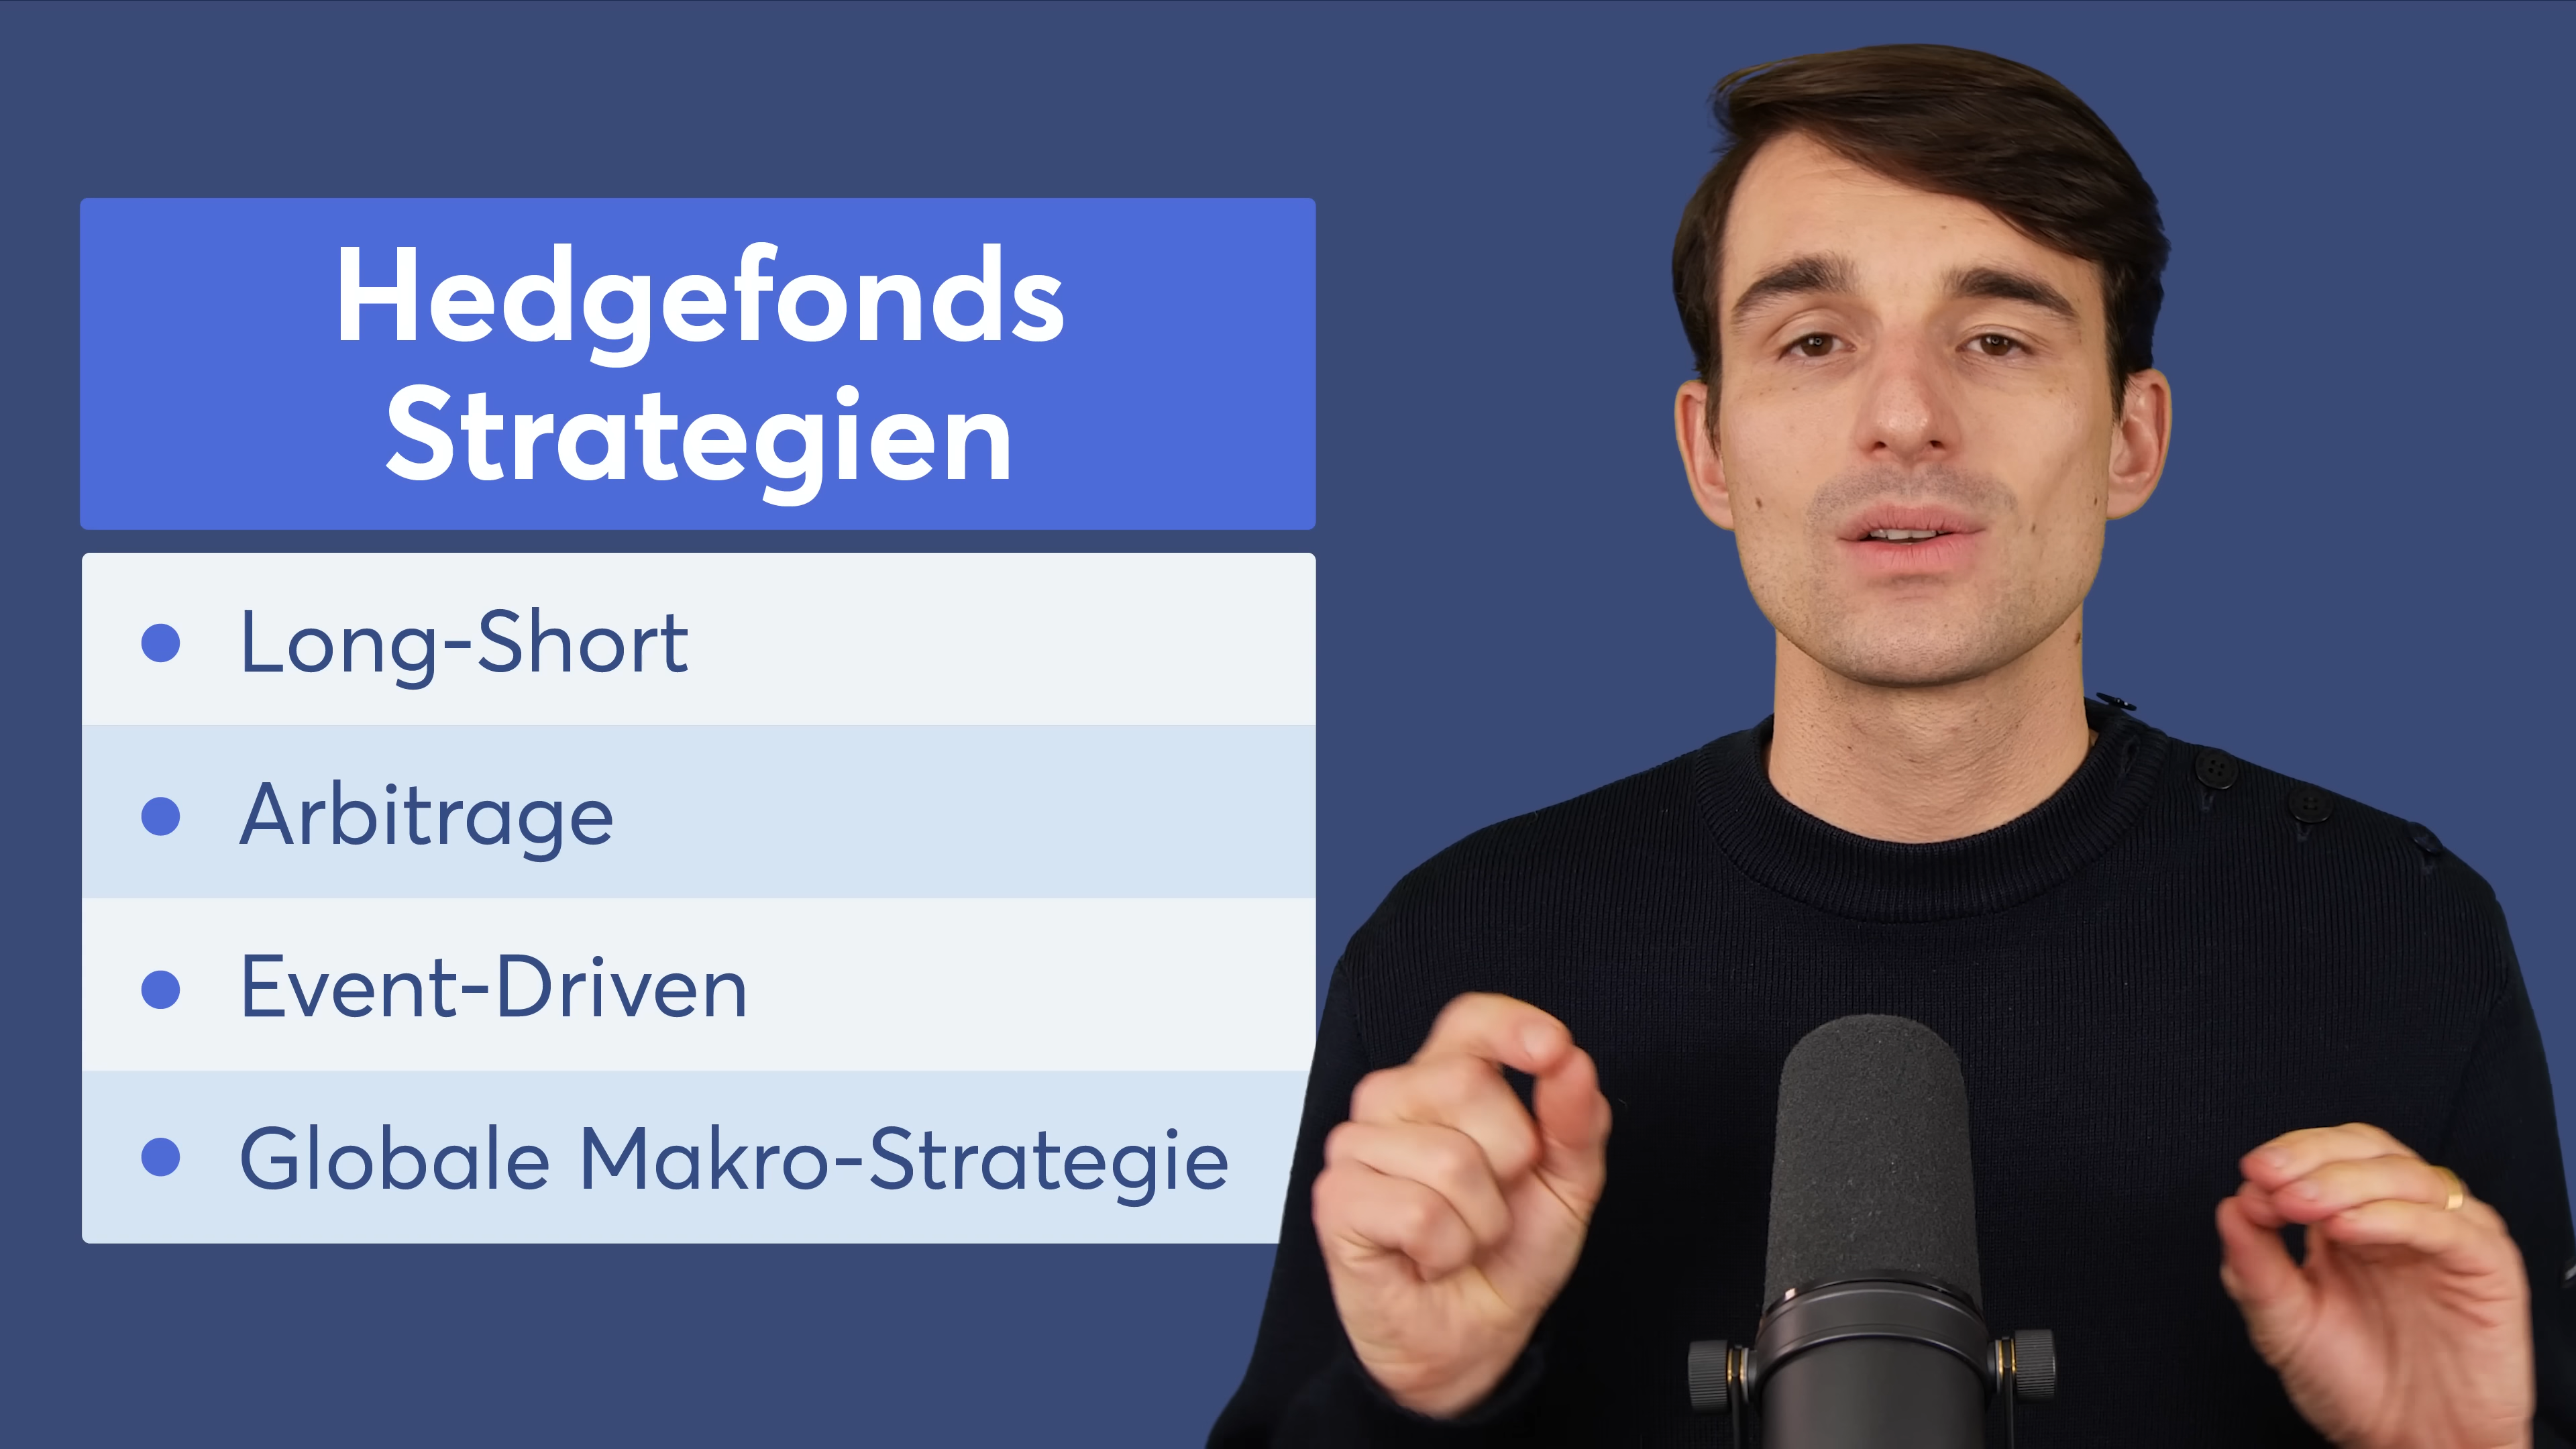 Hedgefonds
Strategien
Long-Short
Arbitrage
Event-Driven
Globale Makro-Strategie